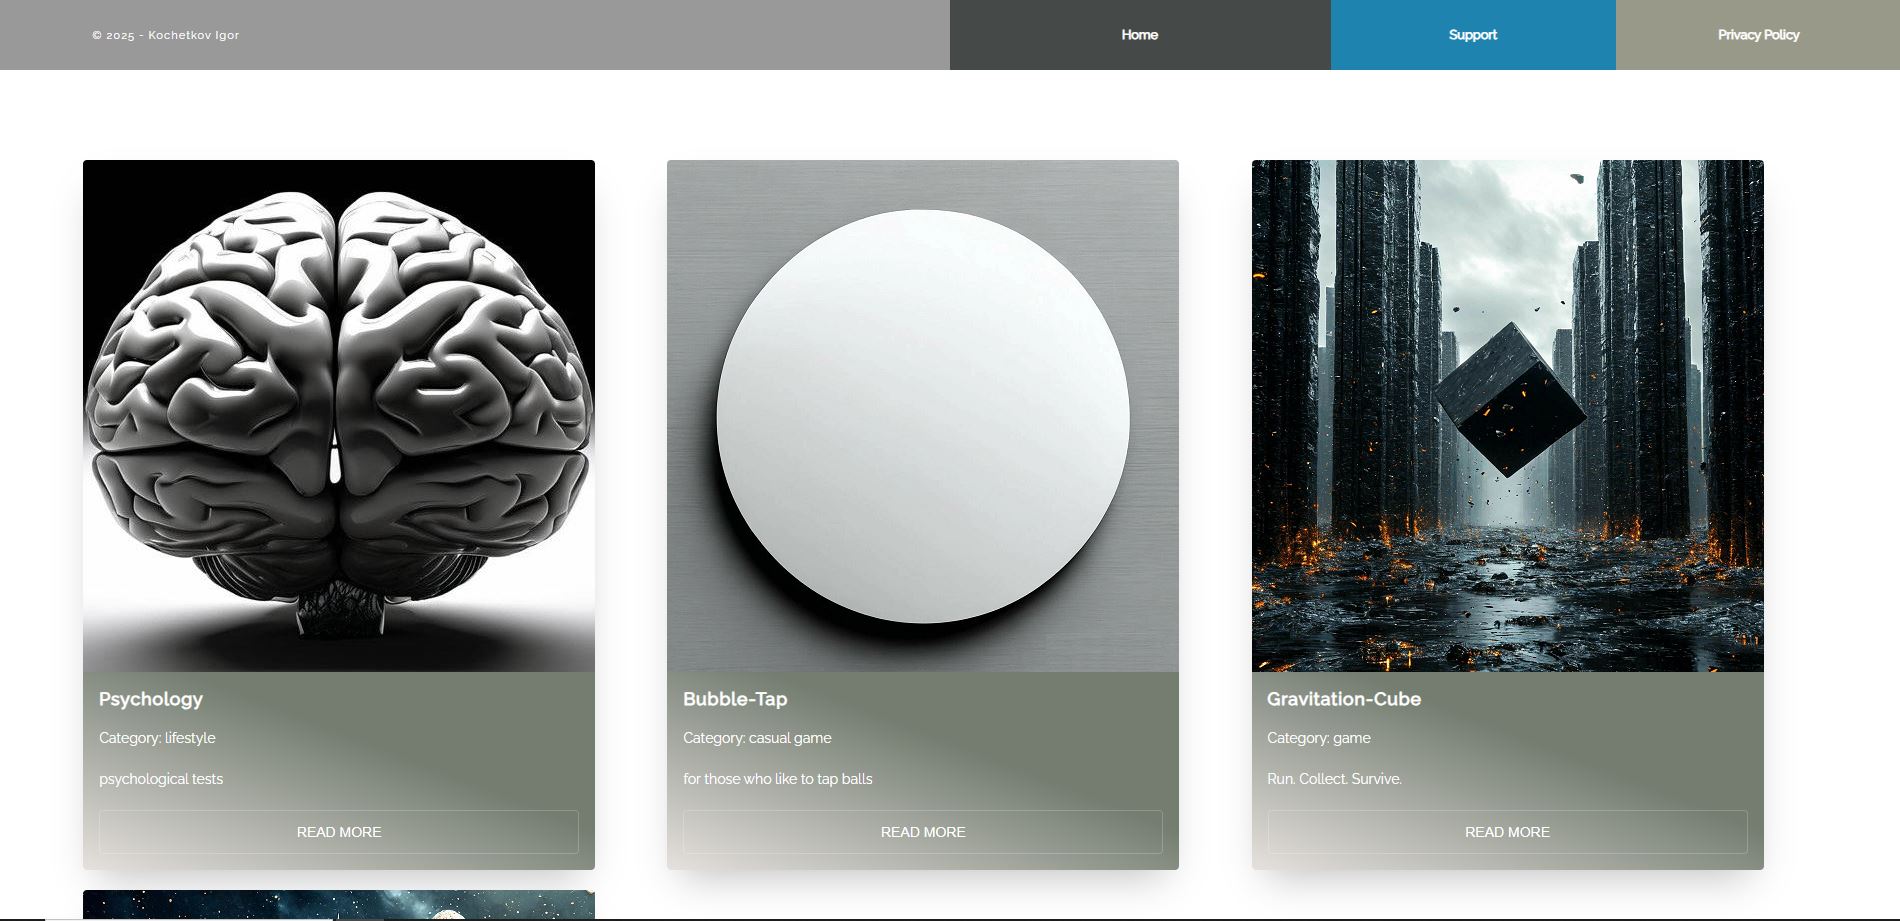 © 2025 - Kochetkov Igor
Home
Support
Privacy Policy
Psychology
Category: lifestyle
psychological tests
READ MORE
Bubble-Tap
Category: casual game
for those who like to tap balls
READ MORE
Gravitation-Cube
Category: game
Run. Collect. Survive.
READ MORE